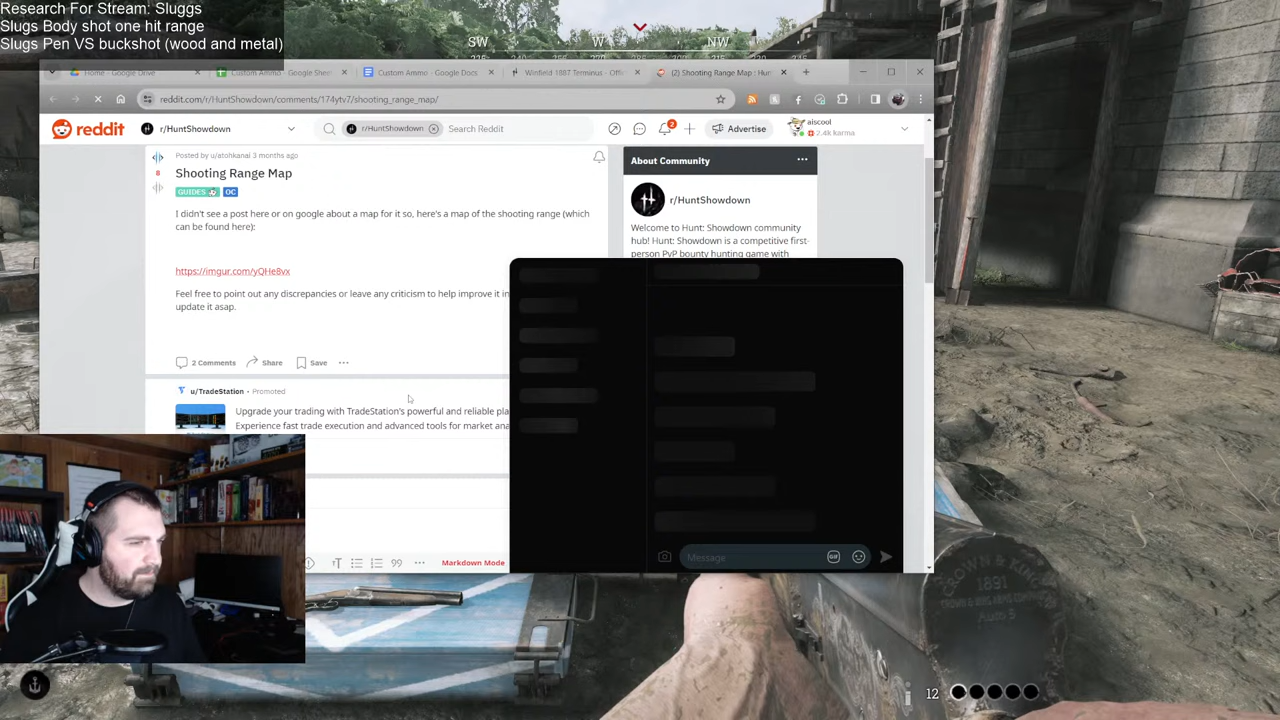 Research For Stream: Sluggs
Slugs Body shot one hit range
Slugs Pen VS buckshot (wood and metal)
SW
W
NW
Home - Google Drive
Custom Ammo - Google Shee
Custom Ammo - Google Docs
Winfield 1887 Terminus - Offi
(2) Shooting Range Map : Hun
reddit.com/r/HuntShowdown/comments/174ytv7/shooting_range_map/
reddit
r/HuntShowdown
r/HuntShowdown
Search Reddit
2
Advertise
aiscool
2.4k karma
Posted by u/atohkanai 3 months ago
8
Shooting Range Map
GUIDES
OC
I didn't see a post here or on google about a map for it so, here's a map of the shooting range (which
can be found here):
https://imgur.com/yQHe8vx
Feel free to point out any discrepancies or leave any criticism to help improve it
update it asap.
2 Comments
Share
Save
u/TradeStation • Promoted
Upgrade your trading with TradeStation's powerful and reliable
Experience fast trade execution and advanced tools for market
Markdown Mode
About Community
r/HuntShowdown
Welcome to Hunt: Showdown community
hub! Hunt: Showdown is a competitive first-
person PvP bounty hunting game with
Message
GIF
CROWN & KING
1891
12